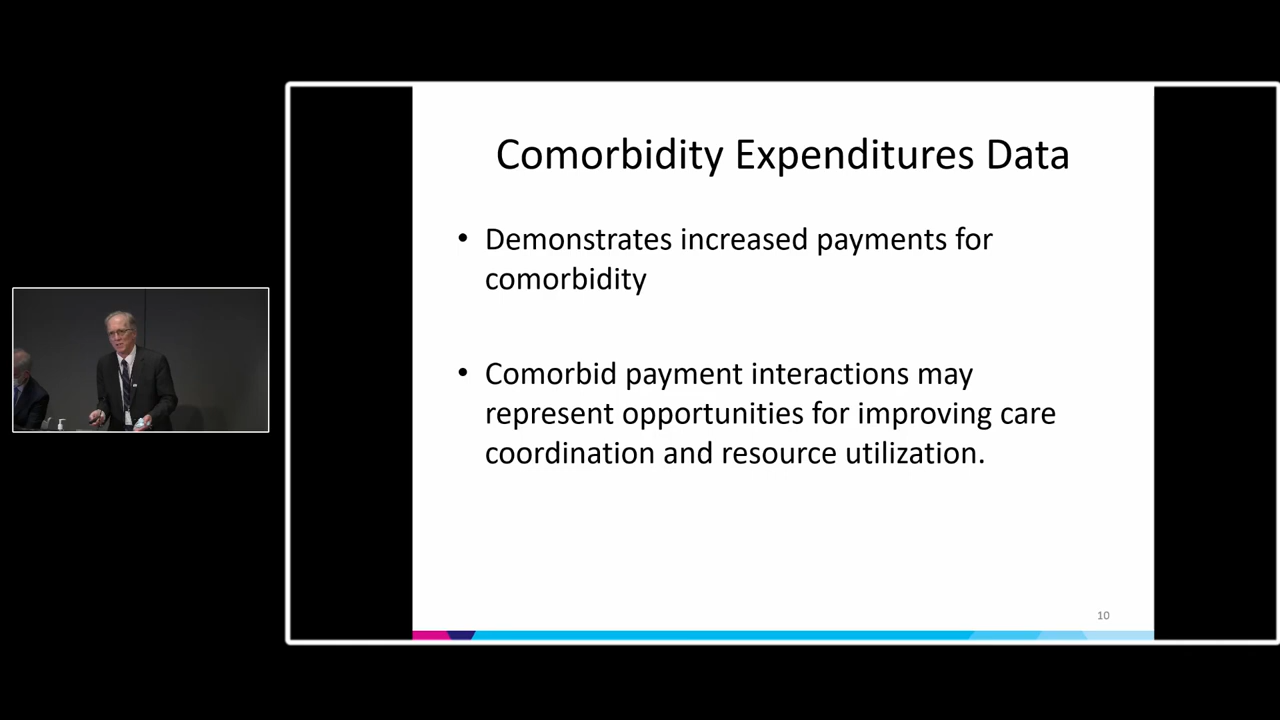 Comorbidity Expenditures Data
• Demonstrates increased payments for
comorbidity
• Comorbid payment interactions may
represent opportunities for improving care
coordination and resource utilization.
10